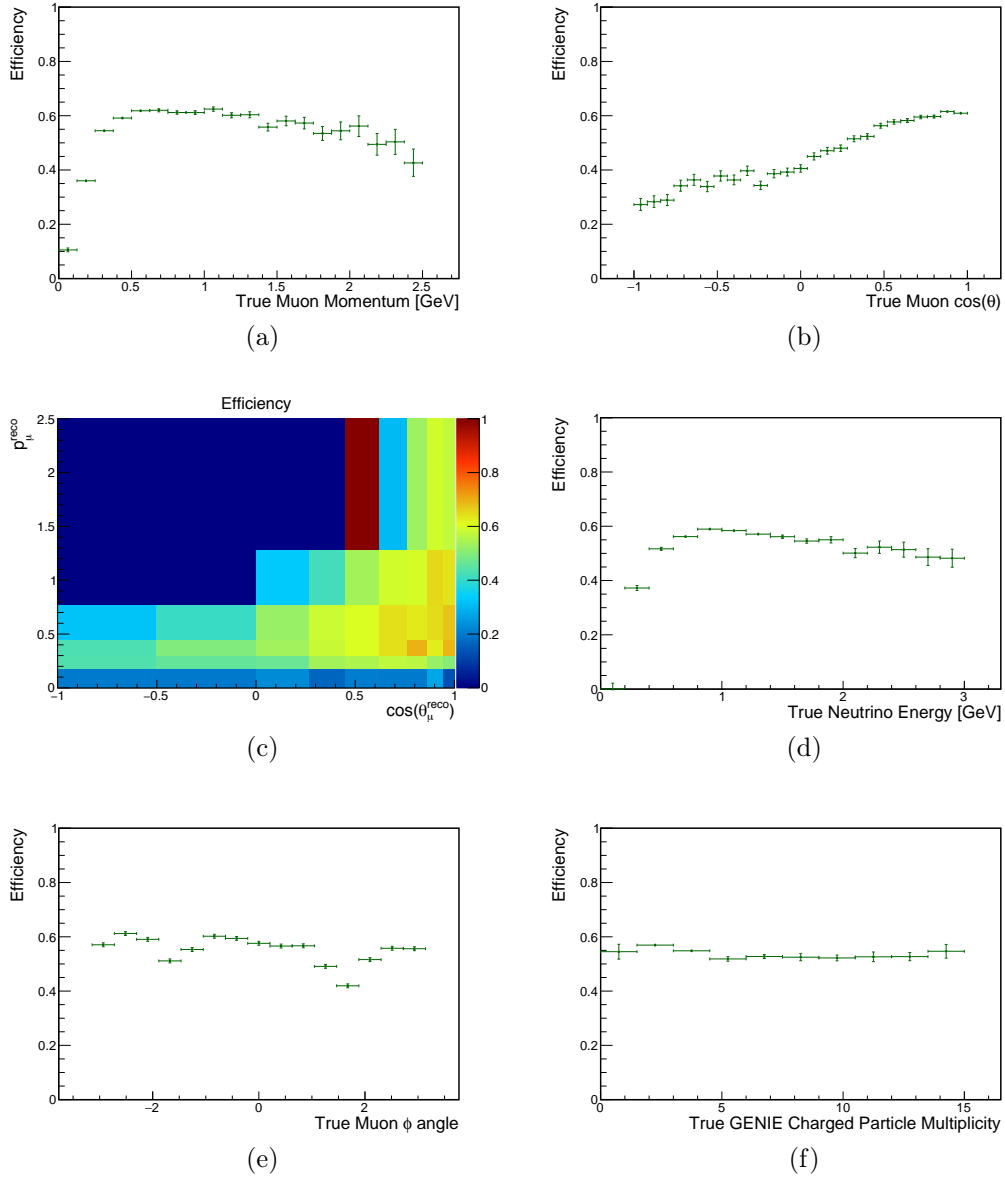 Efficiency
1
0.8
0.6
0.4
0.2
0
0 0.5 1 1.5 2 2.5
True Muon Momentum [GeV]
(a)
Efficiency
1
0.8
0.6
0.4
0.2
0
−1 −0.5 0 0.5 1
True Muon cos(θ)
(b)
Efficiency
p_μ^reco
2.5
2
1.5
1
0.5
0
−1 −0.5 0 0.5 1
cos(θ_μ^reco)
1
0.8
0.6
0.4
0.2
0
(c)
Efficiency
1
0.8
0.6
0.4
0.2
0
0 1 2 3
True Neutrino Energy [GeV]
(d)
Efficiency
1
0.8
0.6
0.4
0.2
0
−2 0 2
True Muon ϕ angle
(e)
Efficiency
1
0.8
0.6
0.4
0.2
0
0 5 10 15
True GENIE Charged Particle Multiplicity
(f)